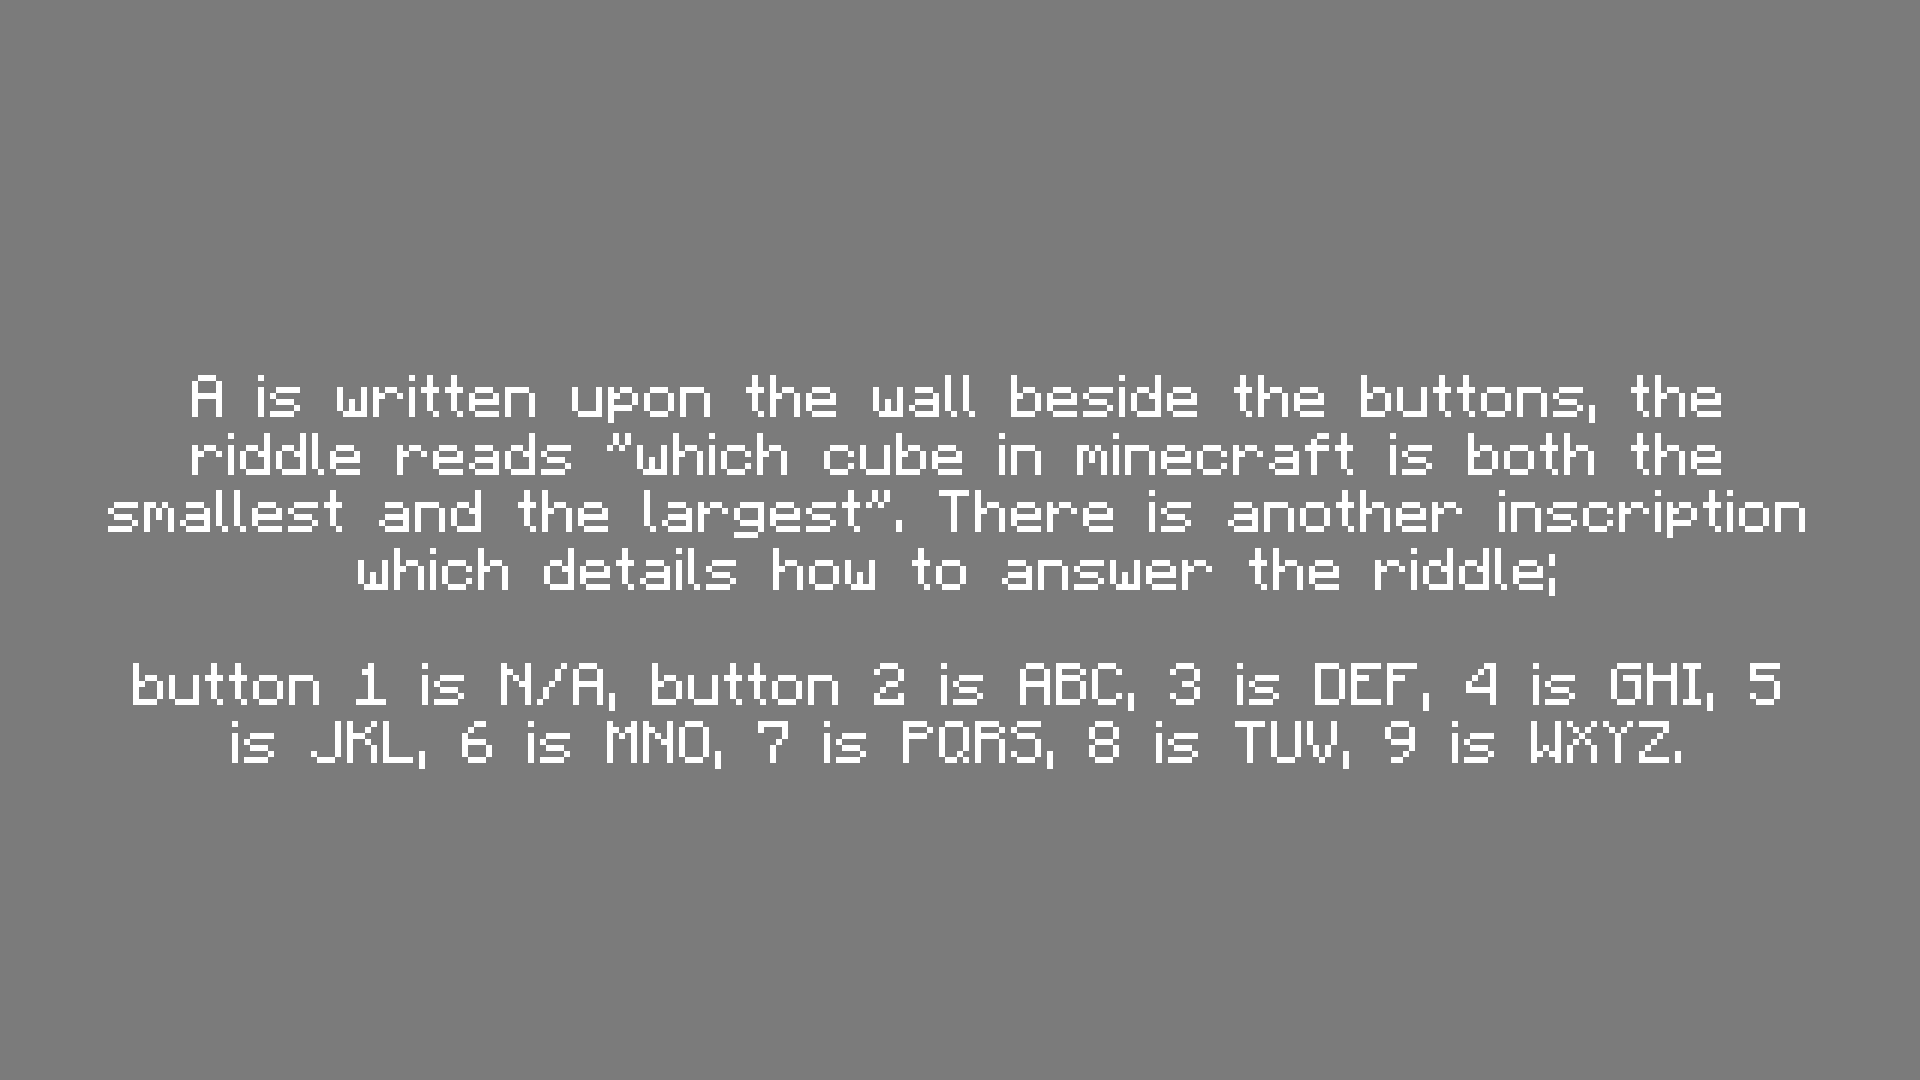 A is written upon the wall beside the buttons, the
riddle reads "which cube in minecraft is both the
smallest and the largest". There is another inscription
which details how to answer the riddle;
button 1 is N/A, button 2 is ABC, 3 is DEF, 4 is GHI, 5
is JKL, 6 is MNO, 7 is PQRS, 8 is TUV, 9 is WXYZ.